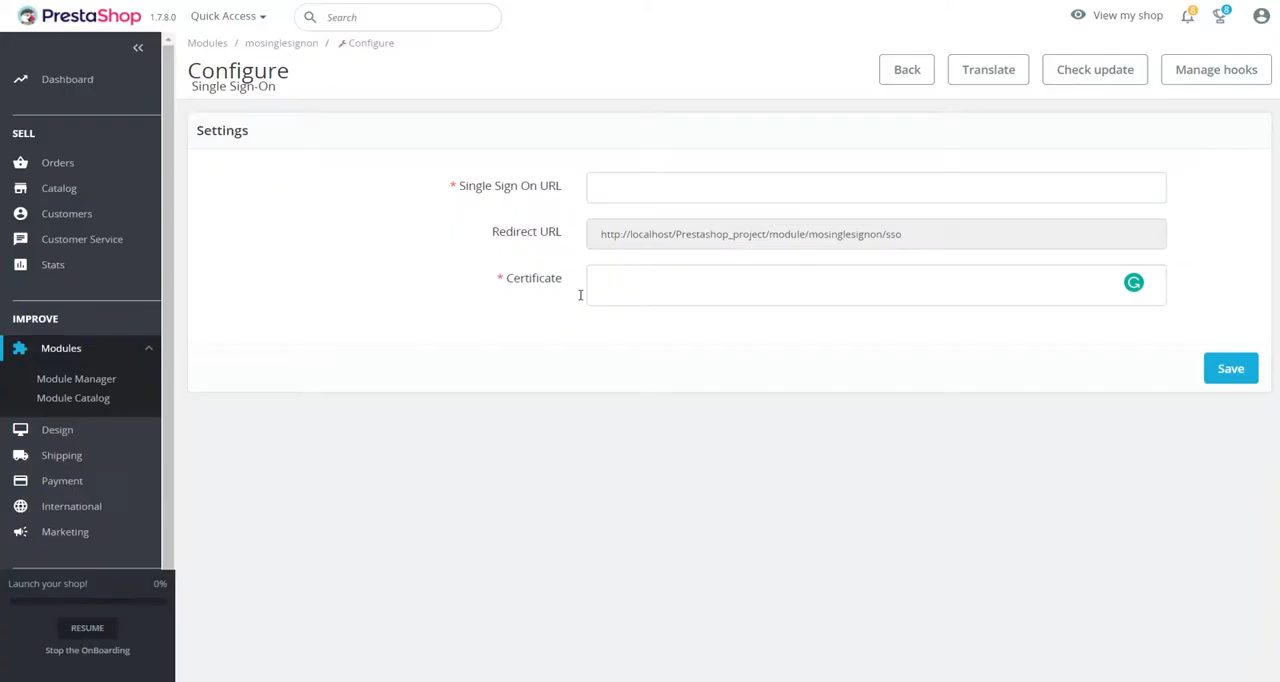 PrestaShop 1.7.8.0 Quick Access Search View my shop 8 8
Modules / mosinglesignon / Configure
Configure
Single Sign-On
Back Translate Check update Manage hooks
Dashboard
SELL
Orders
Catalog
Customers
Customer Service
Stats
IMPROVE
Modules
Module Manager
Module Catalog
Design
Shipping
Payment
International
Marketing
Launch your shop! 0%
RESUME
Stop the OnBoarding
Settings
* Single Sign On URL
Redirect URL http://localhost/Prestashop_project/module/mosinglesignon/sso
* Certificate
Save